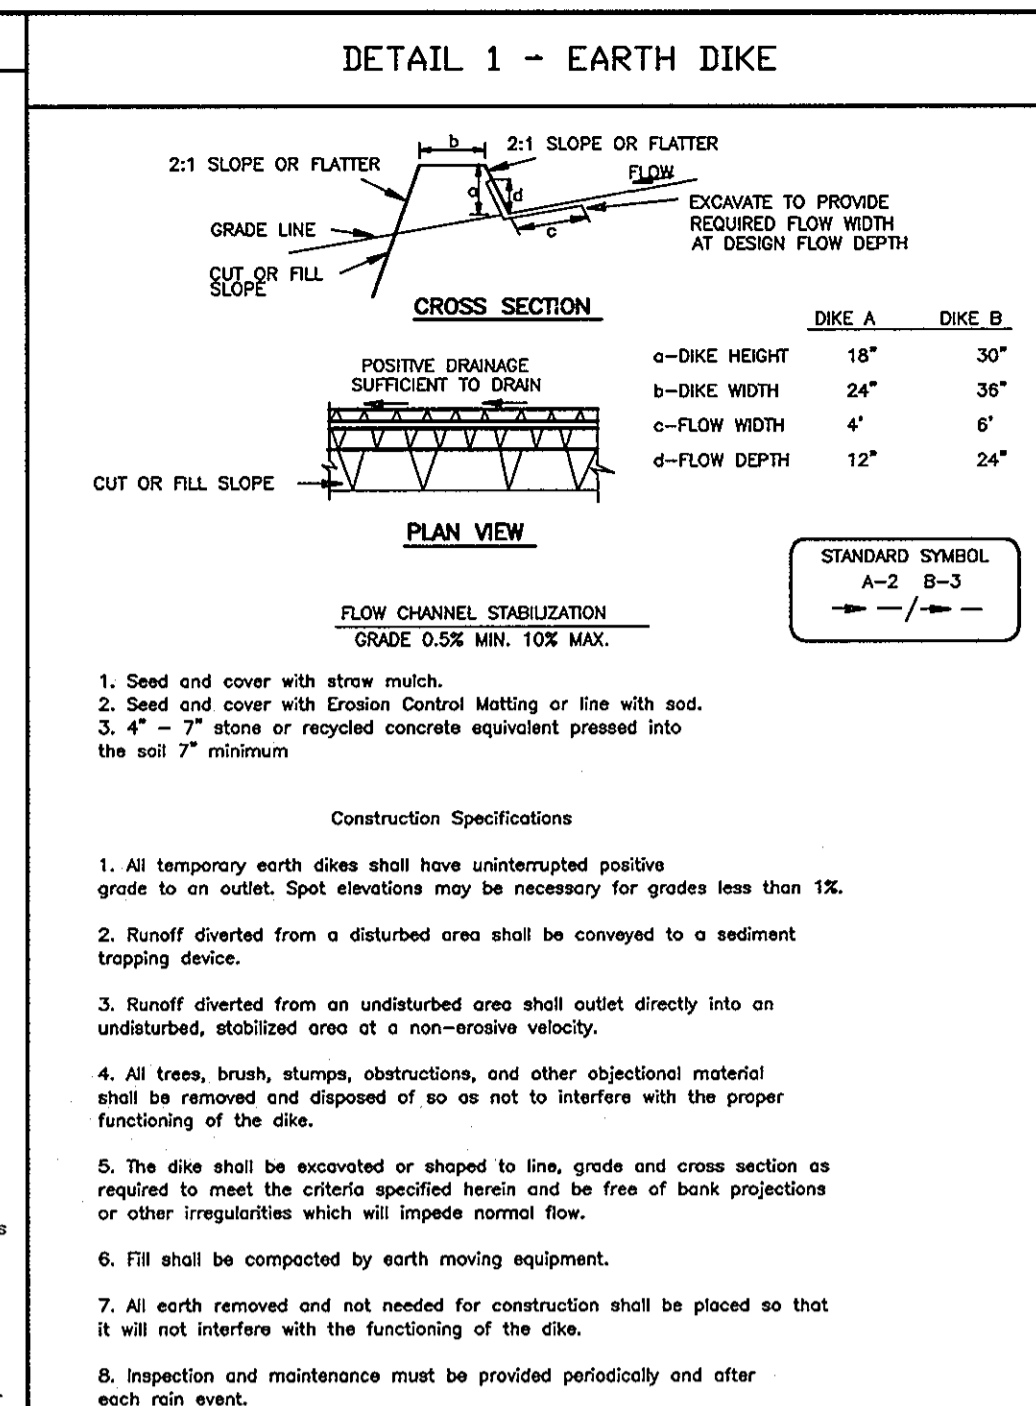 DETAIL 1 - EARTH DIKE
b
2:1 SLOPE OR FLATTER
2:1 SLOPE OR FLATTER
FLOW
a
d
EXCAVATE TO PROVIDE
REQUIRED FLOW WIDTH
AT DESIGN FLOW DEPTH
GRADE LINE
c
CUT OR FILL
SLOPE
CROSS SECTION
DIKE A DIKE B
a-DIKE HEIGHT 18" 30"
b-DIKE WIDTH 24" 36"
c-FLOW WIDTH 4' 6'
d-FLOW DEPTH 12" 24"
POSITIVE DRAINAGE
SUFFICIENT TO DRAIN
CUT OR FILL SLOPE
PLAN VIEW
STANDARD SYMBOL
A-2 B-3
FLOW CHANNEL STABILIZATION
GRADE 0.5% MIN. 10% MAX.
1. Seed and cover with straw mulch.
2. Seed and cover with Erosion Control Matting or line with sod.
3. 4" - 7" stone or recycled concrete equivalent pressed into
the soil 7" minimum
Construction Specifications
1. All temporary earth dikes shall have uninterrupted positive
grade to an outlet. Spot elevations may be necessary for grades less than 1%.
2. Runoff diverted from a disturbed area shall be conveyed to a sediment
trapping device.
3. Runoff diverted from an undisturbed area shall outlet directly into an
undisturbed, stabilized area at a non-erosive velocity.
4. All trees, brush, stumps, obstructions, and other objectional material
shall be removed and disposed of so as not to interfere with the proper
functioning of the dike.
5. The dike shall be excavated or shaped to line, grade and cross section as
required to meet the criteria specified herein and be free of bank projections
or other irregularities which will impede normal flow.
6. Fill shall be compacted by earth moving equipment.
7. All earth removed and not needed for construction shall be placed so that
it will not interfere with the functioning of the dike.
8. Inspection and maintenance must be provided periodically and after
each rain event.